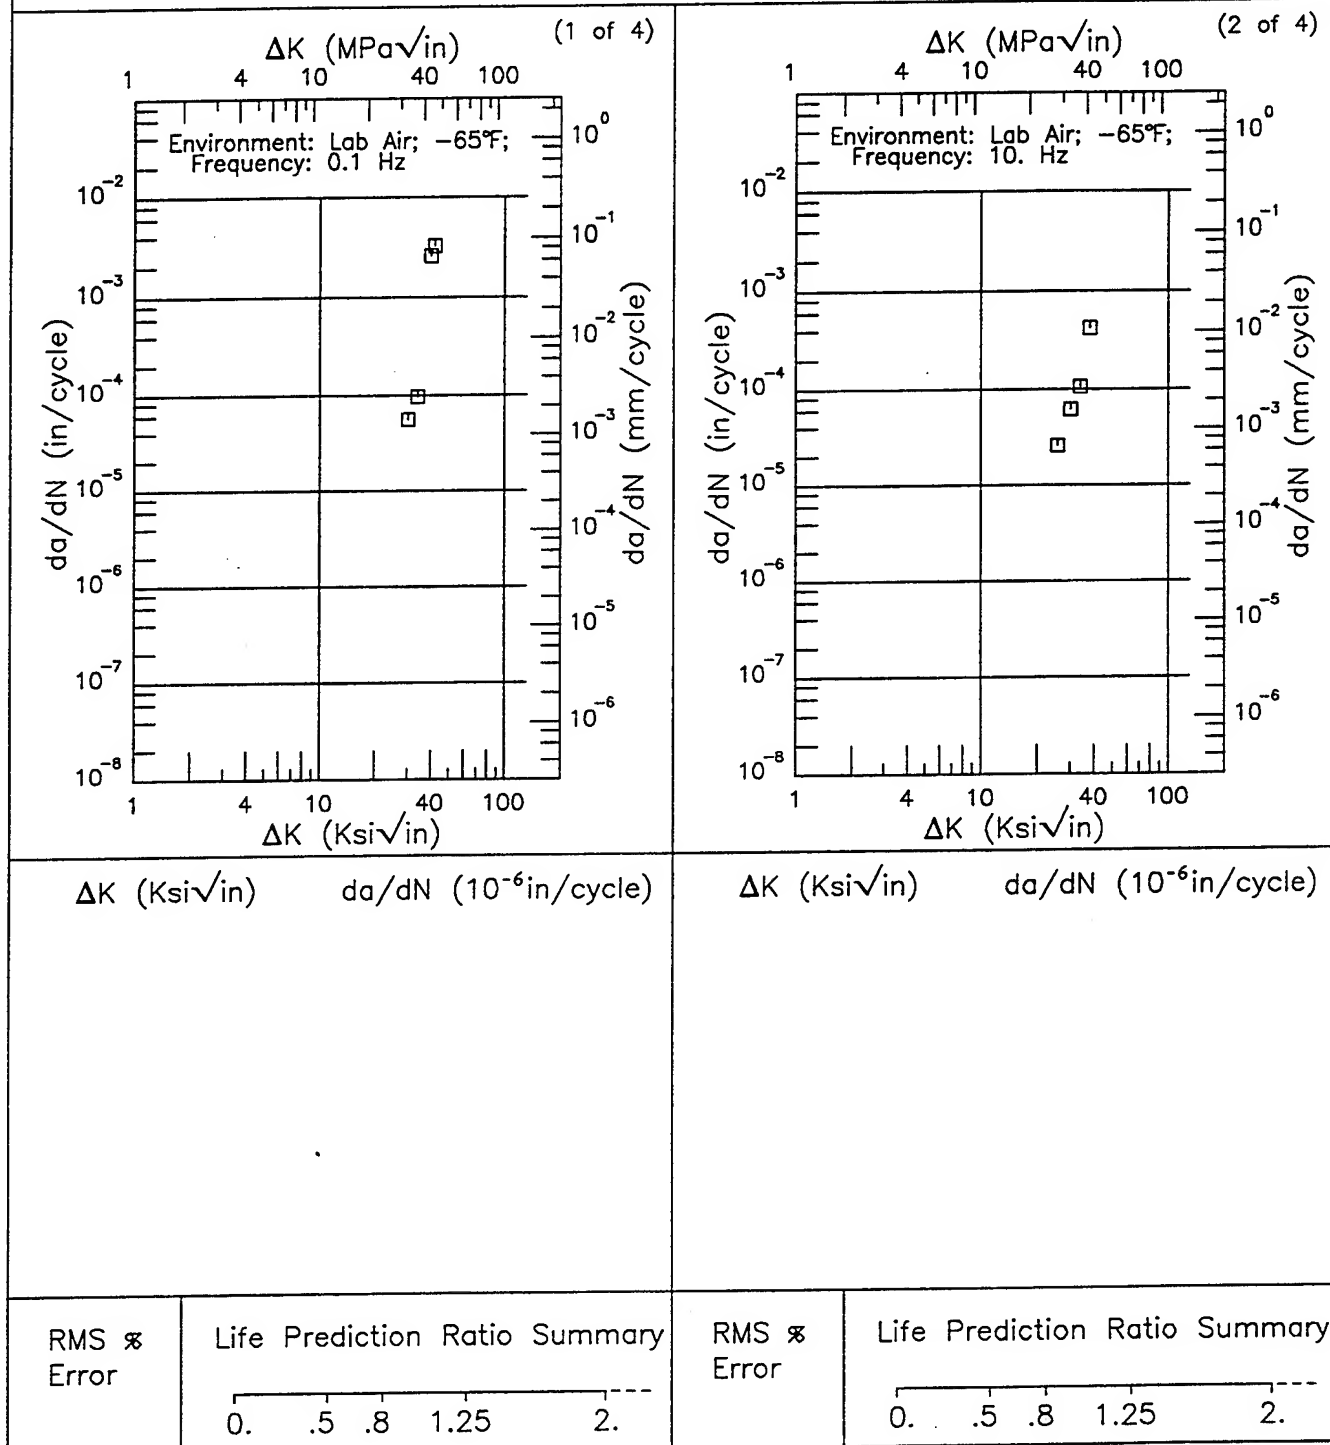 (1 of 4)
ΔK (MPa√in)
1 4 10 40 100
Environment: Lab Air; −65°F;
Frequency: 0.1 Hz
da/dN (in/cycle)
10⁻²
10⁻³
10⁻⁴
10⁻⁵
10⁻⁶
10⁻⁷
10⁻⁸
10⁰
10⁻¹
10⁻²
10⁻³
10⁻⁴
10⁻⁵
10⁻⁶
da/dN (mm/cycle)
1 4 10 40 100
ΔK (Ksi√in)
ΔK (Ksi√in) da/dN (10⁻⁶in/cycle)
RMS %
Error
Life Prediction Ratio Summary
0. .5 .8 1.25 2.
(2 of 4)
ΔK (MPa√in)
1 4 10 40 100
Environment: Lab Air; −65°F;
Frequency: 10. Hz
da/dN (in/cycle)
10⁻²
10⁻³
10⁻⁴
10⁻⁵
10⁻⁶
10⁻⁷
10⁻⁸
10⁰
10⁻¹
10⁻²
10⁻³
10⁻⁴
10⁻⁵
10⁻⁶
da/dN (mm/cycle)
1 4 10 40 100
ΔK (Ksi√in)
ΔK (Ksi√in) da/dN (10⁻⁶in/cycle)
RMS %
Error
Life Prediction Ratio Summary
0. .5 .8 1.25 2.